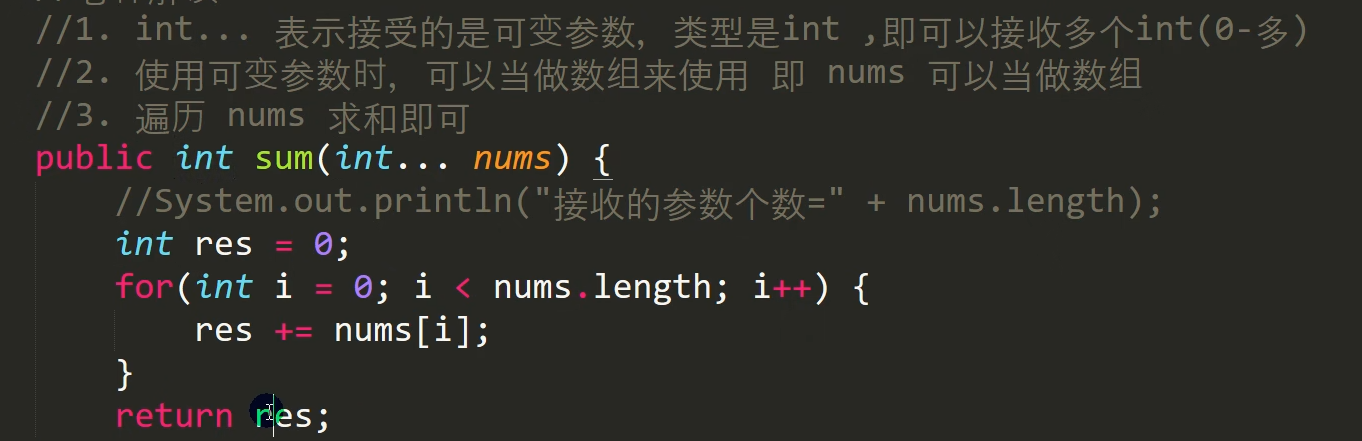 //1. int... 表示接受的是可变参数, 类型是int ,即可以接收多个int(0-多)
//2. 使用可变参数时, 可以当做数组来使用 即 nums 可以当做数组
//3. 遍历 nums 求和即可
public int sum(int... nums) {
//System.out.println("接收的参数个数=" + nums.length);
int res = 0;
for(int i = 0; i < nums.length; i++) {
res += nums[i];
}
return res;